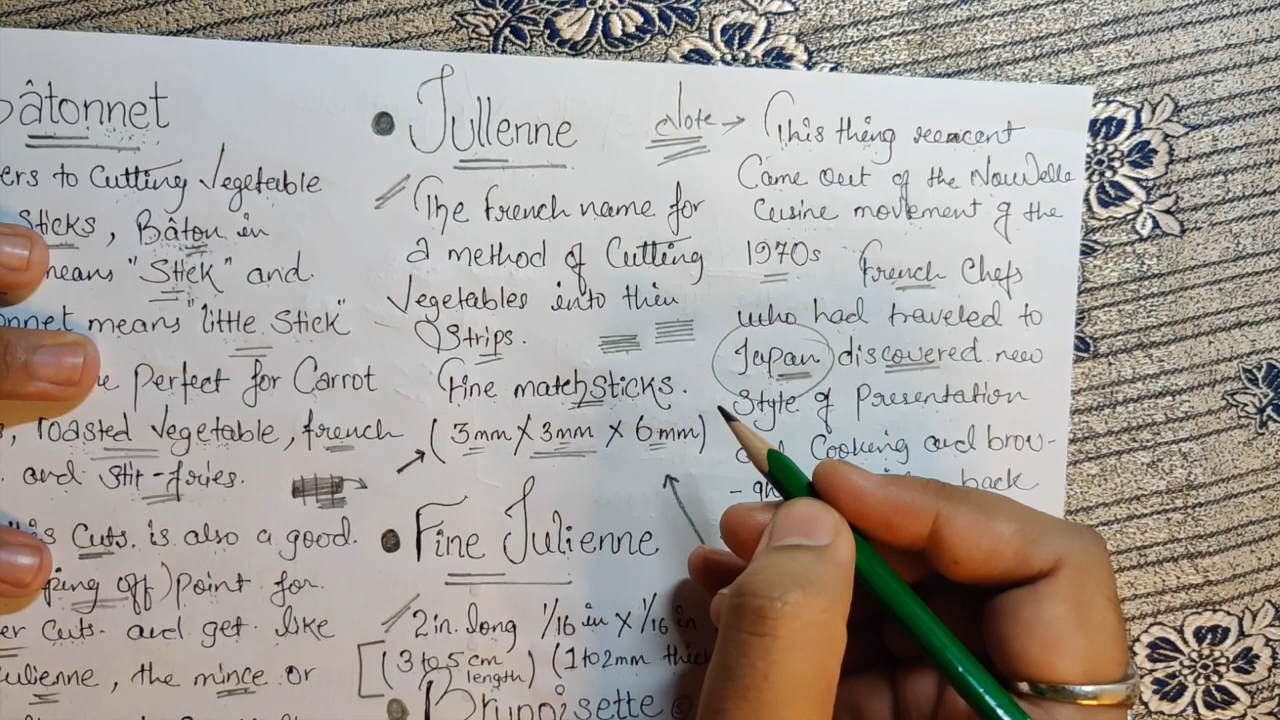 Bâtonnet
ers to Cutting Vegetable
Sticks, Bâton in
means "Stick" and
onnet means "little Stick"
e Perfect for Carrot
s, roasted vegetable, french
and Stir-fries.
is Cuts is also a good.
ping off) point for
er Cuts. and get like
ulienne, the mince or
Jullenne
The french name for
a method of Cutting
Vegetables into thin
Strips.
Fine matchsticks.
(3mm X 3mm X 6mm)
Fine Julienne
2in. long 1/16 in X 1/16 in
(3 to 5 cm length) (1 to 2mm thic
Brunoisette
Note → This thing
Came out of the Nouvelle
Cuisine movement of the
1970s French Chefs
who had traveled to
Japan discovered new
Style of Presentation
Cooking and brou-
back